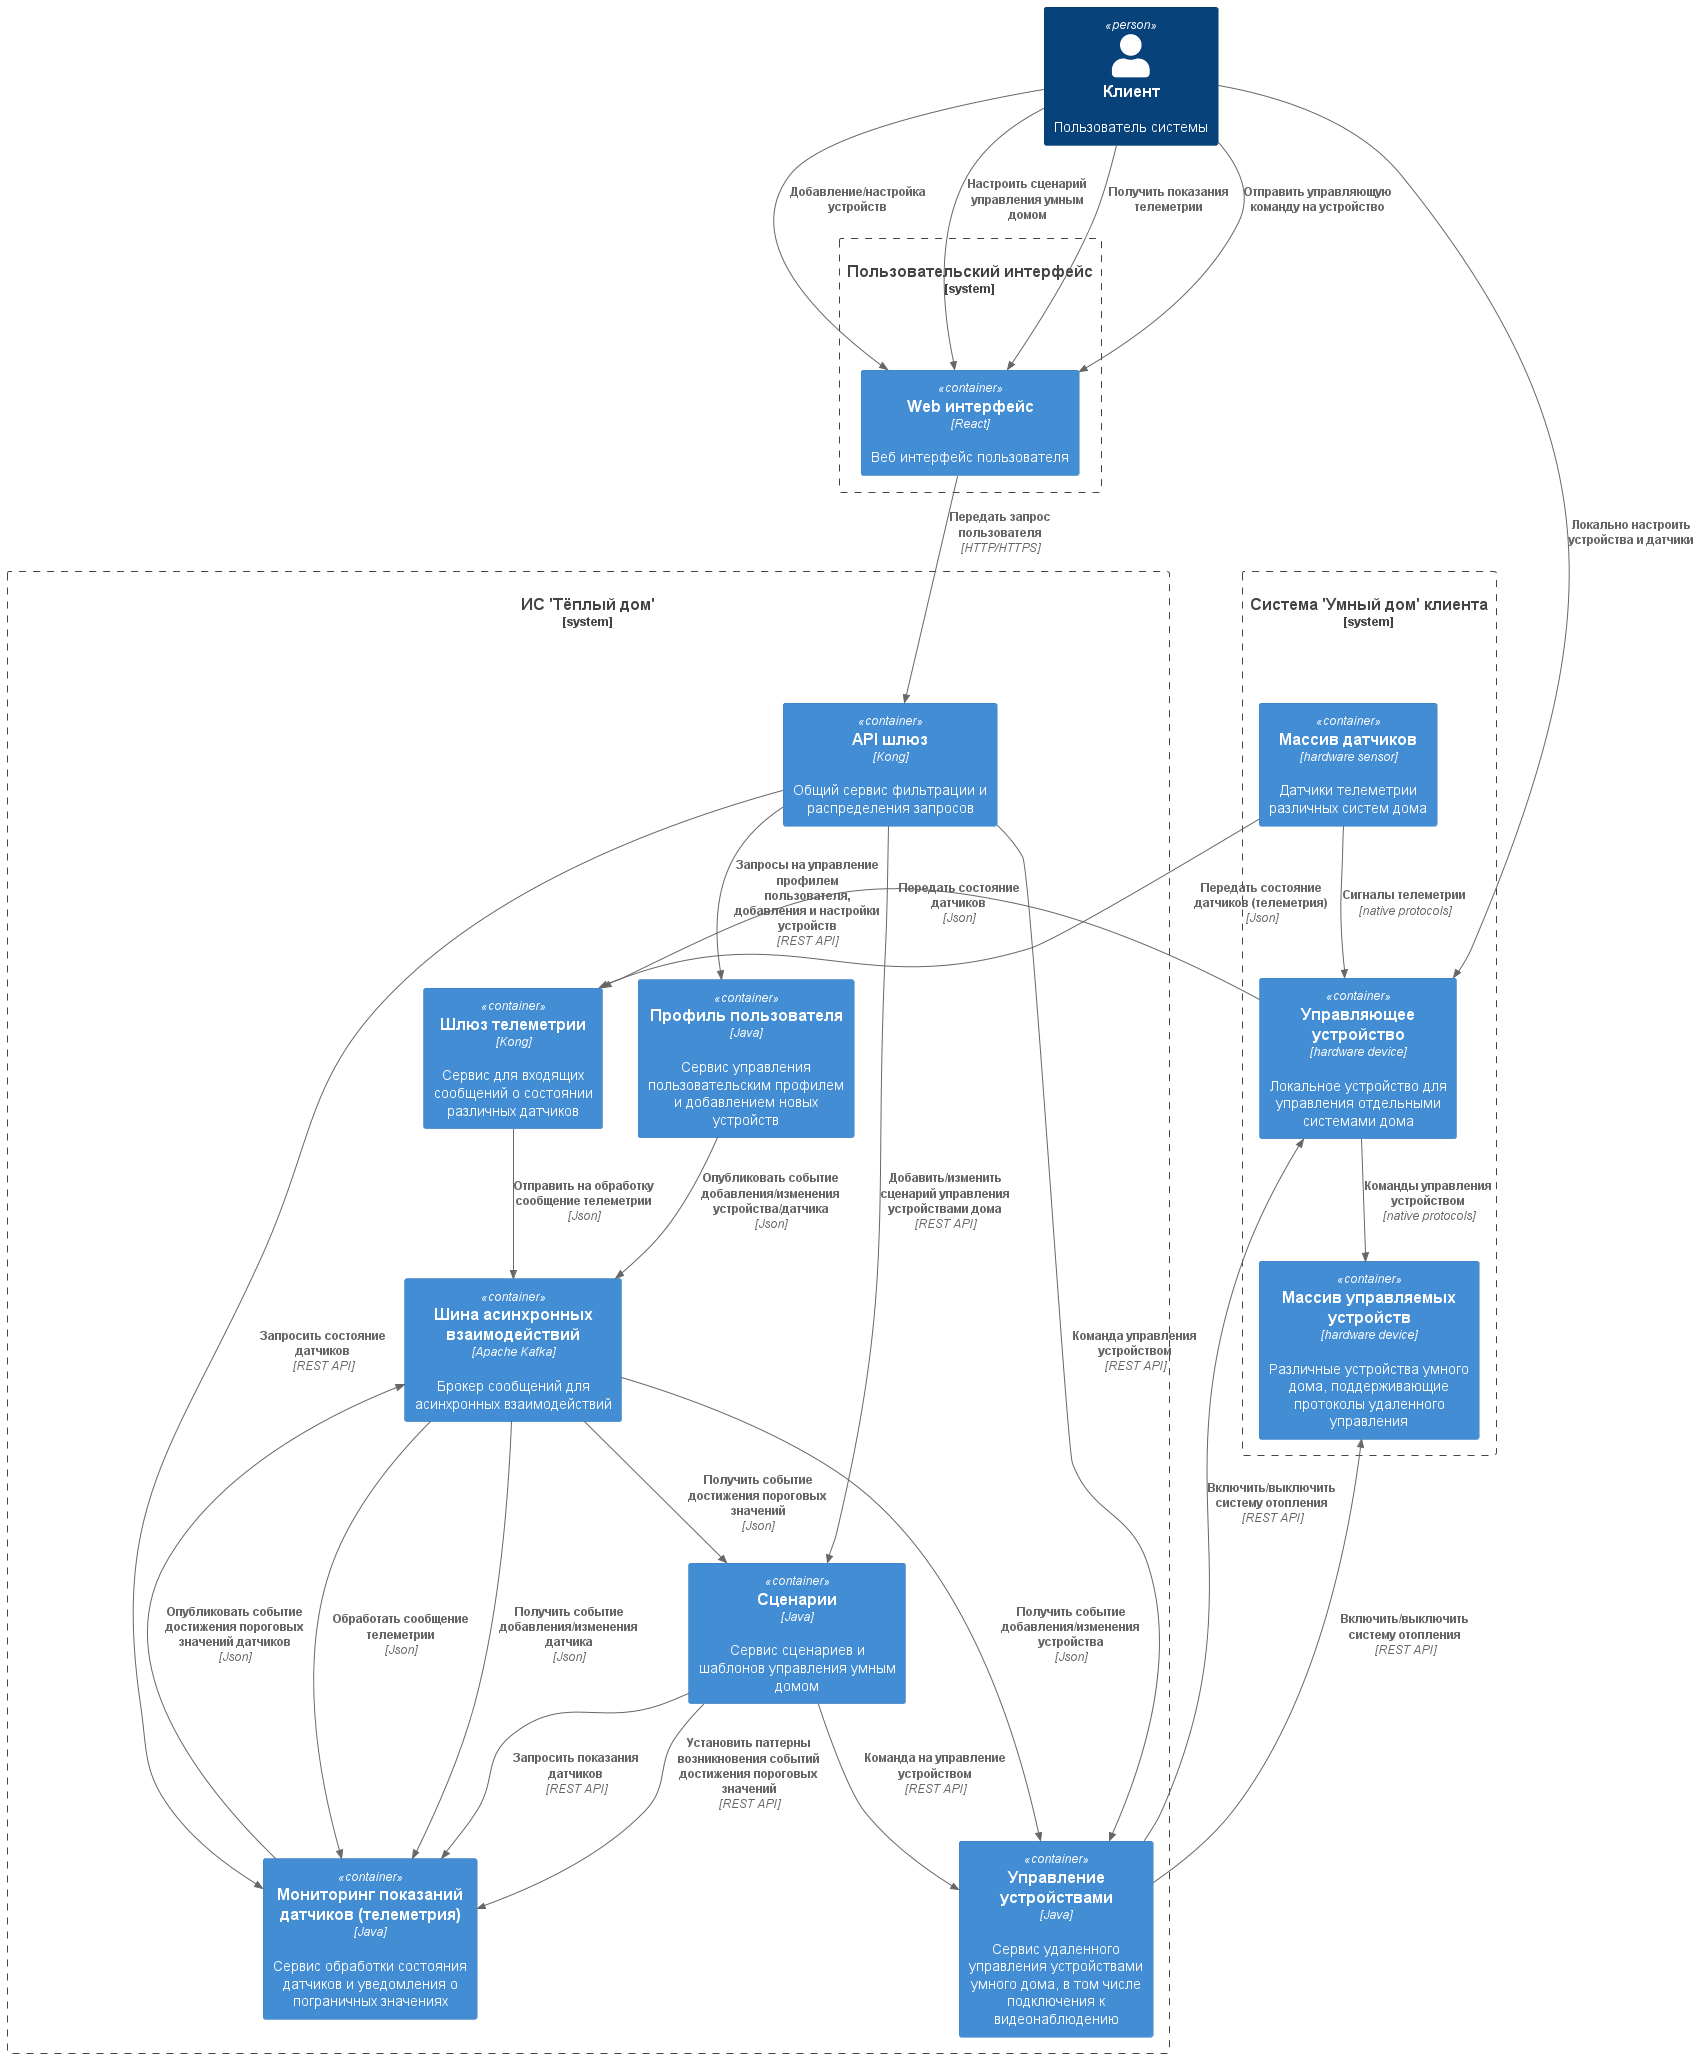 «person»
Клиент
Пользователь системы
Добавление/настройка
устройств
Настроить сценарий
управления умным
домом
Получить показания
телеметрии
Отправить управляющую
команду на устройство
Пользовательский интерфейс
[system]
«container»
Web интерфейс
[React]
Веб интерфейс пользователя
Передать запрос
пользователя
[HTTP/HTTPS]
Локально настроить
устройства и датчики
ИС 'Тёплый дом'
[system]
Система 'Умный дом' клиента
[system]
«container»
API шлюз
[Kong]
Общий сервис фильтрации и
распределения запросов
«container»
Массив датчиков
[hardware sensor]
Датчики телеметрии
различных систем дома
Запросы на управление
профилем
пользователя,
добавления и настройки
устройств
[REST API]
Передать состояние
датчиков
[Json]
Передать состояние
датчиков (телеметрия)
[Json]
Сигналы телеметрии
[native protocols]
«container»
Шлюз телеметрии
[Kong]
Сервис для входящих
сообщений о состоянии
различных датчиков
«container»
Профиль пользователя
[Java]
Сервис управления
пользовательским профилем
и добавлением новых
устройств
«container»
Управляющее
устройство
[hardware device]
Локальное устройство для
управления отдельными
системами дома
Отправить на обработку
сообщение телеметрии
[Json]
Опубликовать событие
добавления/изменения
устройства/датчика
[Json]
Добавить/изменить
сценарий управления
устройствами дома
[REST API]
Команды управления
устройством
[native protocols]
«container»
Шина асинхронных
взаимодействий
[Apache Kafka]
Брокер сообщений для
асинхронных взаимодействий
«container»
Массив управляемых
устройств
[hardware device]
Различные устройства умного
дома, поддерживающие
протоколы удаленного
управления
Запросить состояние
датчиков
[REST API]
Команда управления
устройством
[REST API]
Получить событие
достижения пороговых
значений
[Json]
Включить/выключить
систему отопления
[REST API]
«container»
Сценарии
[Java]
Сервис сценариев и
шаблонов управления умным
домом
Опубликовать событие
достижения пороговых
значений датчиков
[Json]
Обработать сообщение
телеметрии
[Json]
Получить событие
добавления/изменения
датчика
[Json]
Получить событие
добавления/изменения
устройства
[Json]
Включить/выключить
систему отопления
[REST API]
Запросить показания
датчиков
[REST API]
Установить паттерны
возникновения событий
достижения пороговых
значений
[REST API]
Команда на управление
устройством
[REST API]
«container»
Мониторинг показаний
датчиков (телеметрия)
[Java]
Сервис обработки состояния
датчиков и уведомления о
пограничных значениях
«container»
Управление
устройствами
[Java]
Сервис удаленного
управления устройствами
умного дома, в том числе
подключения к
видеонаблюдению